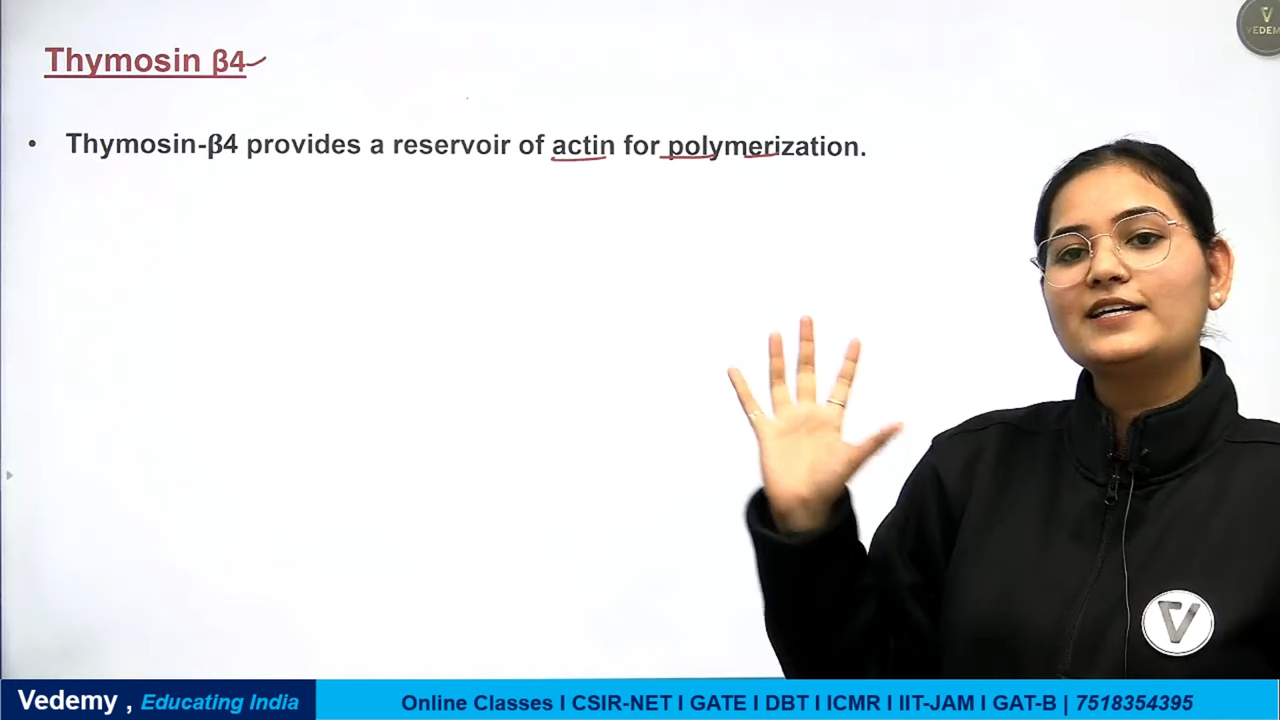 Thymosin β4
• Thymosin-β4 provides a reservoir of actin for polymerization.
VEDEM
Vedemy , Educating India
Online Classes I CSIR-NET I GATE I DBT I ICMR I IIT-JAM I GAT-B | 7518354395